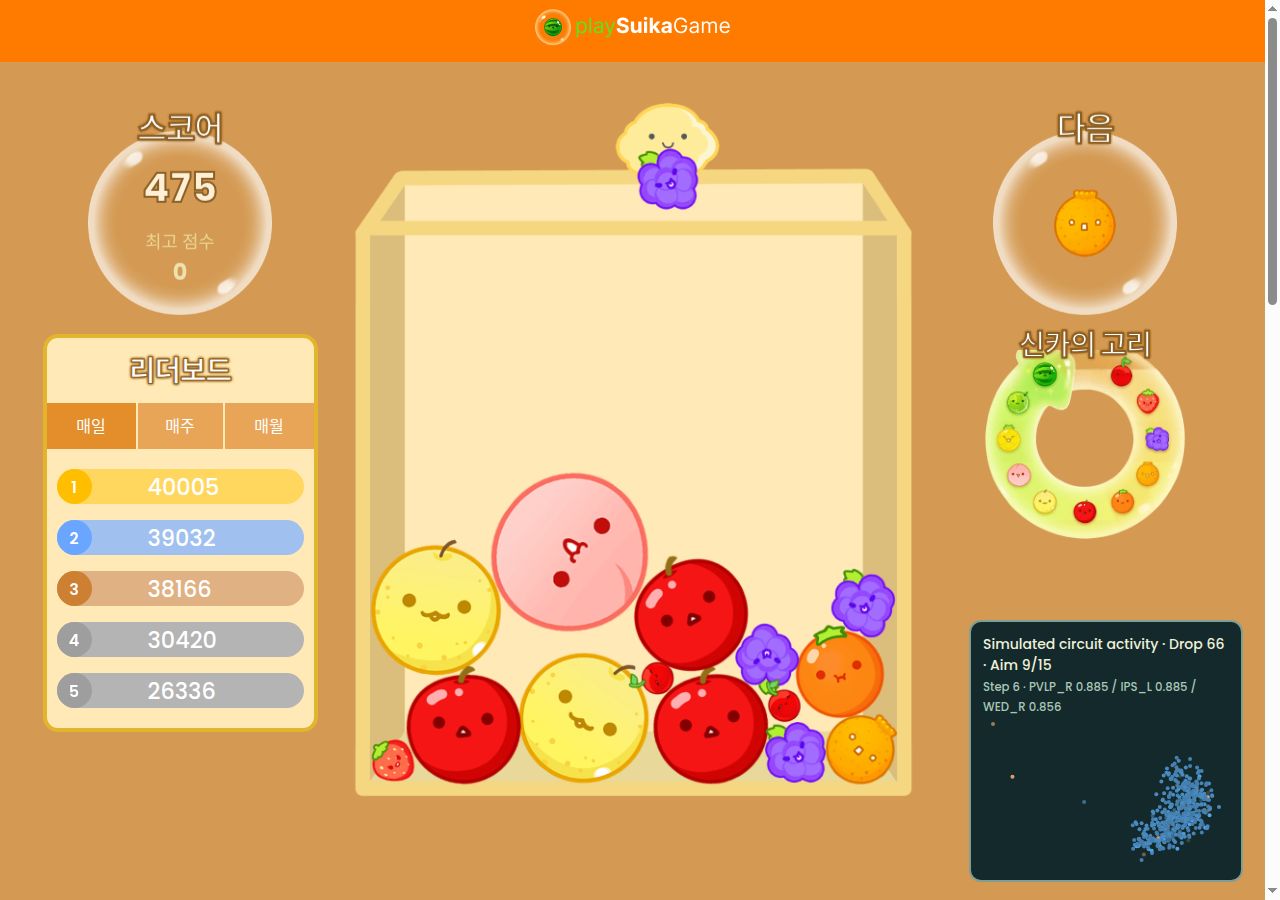 playSuikaGame
스코어
475
최고 점수
0
리더보드
매일 매주 매월
1 40005
2 39032
3 38166
4 30420
5 26336
다음
신카의 고리
Simulated circuit activity · Drop 66
· Aim 9/15
Step 6 · PVLP_R 0.885 / IPS_L 0.885 /
WED_R 0.856